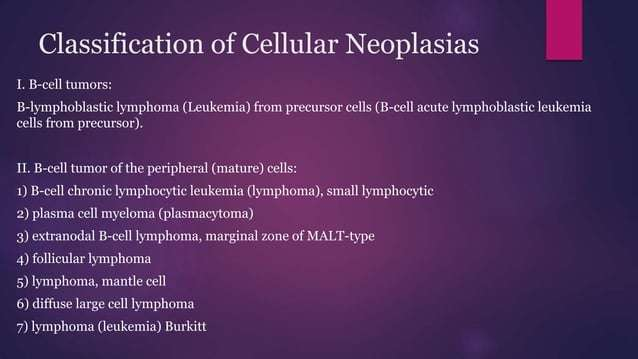 Classification of Cellular Neoplasias
I. B-cell tumors:
B-lymphoblastic lymphoma (Leukemia) from precursor cells (B-cell acute lymphoblastic leukemia
cells from precursor).
II. B-cell tumor of the peripheral (mature) cells:
1) B-cell chronic lymphocytic leukemia (lymphoma), small lymphocytic
2) plasma cell myeloma (plasmacytoma)
3) extranodal B-cell lymphoma, marginal zone of MALT-type
4) follicular lymphoma
5) lymphoma, mantle cell
6) diffuse large cell lymphoma
7) lymphoma (leukemia) Burkitt